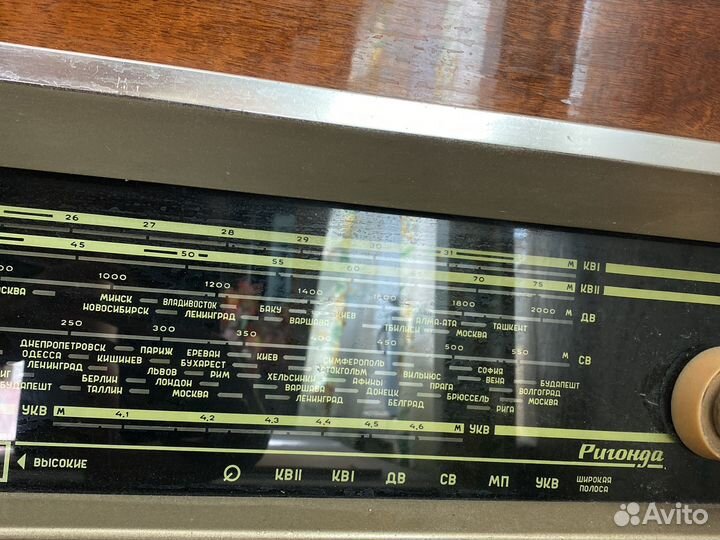 26 27 28 29 30 31 М КВI
45 50 55 60 70 75 М КВII
1000 1200 1400 1800 2000 М ДВ
МОСКВА МИНСК ВЛАДИВОСТОК БАКУ КИЕВ АЛМА-АТА ТАШКЕНТ
НОВОСИБИРСК ЛЕНИНГРАД ВАРШАВА ТБИЛИСИ МОСКВА
250 300 350 400 450 500 550 М СВ
ДНЕПРОПЕТРОВСК ПАРИЖ ЕРЕВАН КИЕВ СИМФЕРОПОЛЬ ВИЛЬНЮС СОФИЯ БУДАПЕШТ
ОДЕССА КИШИНЕВ БУХАРЕСТ СТОКГОЛЬМ ПРАГА ВЕНА ВОЛГОГРАД
ЛЕНИНГРАД ЛЬВОВ РИМ ХЕЛЬСИНКИ АФИНЫ БРЮССЕЛЬ МОСКВА
БЕРЛИН ЛОНДОН ВАРШАВА ДОНЕЦК РИГА
БУДАПЕШТ ТАЛЛИН МОСКВА ЛЕНИНГРАД БЕЛГРАД
УКВ М 4,1 4,2 4,3 4,4 4,5 4,6 М УКВ
Ригонда
ВЫСОКИЕ КВII КВI ДВ СВ МП УКВ ШИРОКАЯ
ПОЛОСА
Avito